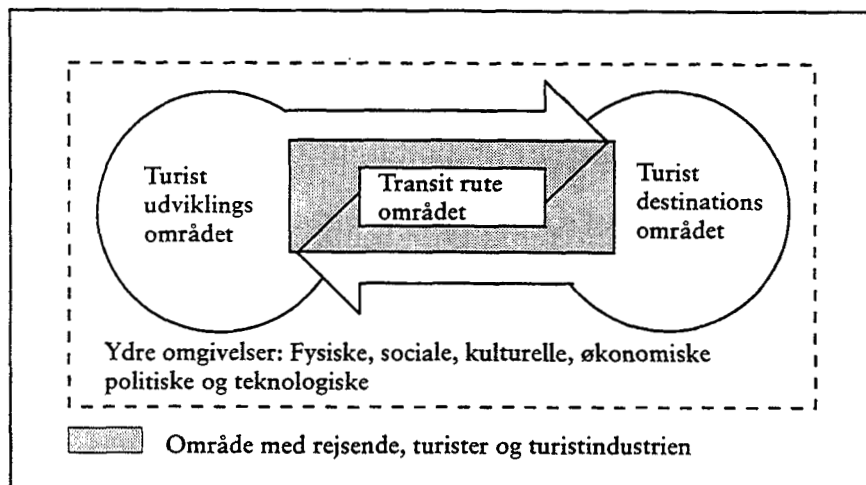 Turist
udviklings
området
Transit rute
området
Turist
destinations
området
Ydre omgivelser: Fysiske, sociale, kulturelle, økonomiske
politiske og teknologiske
Område med rejsende, turister og turistindustrien